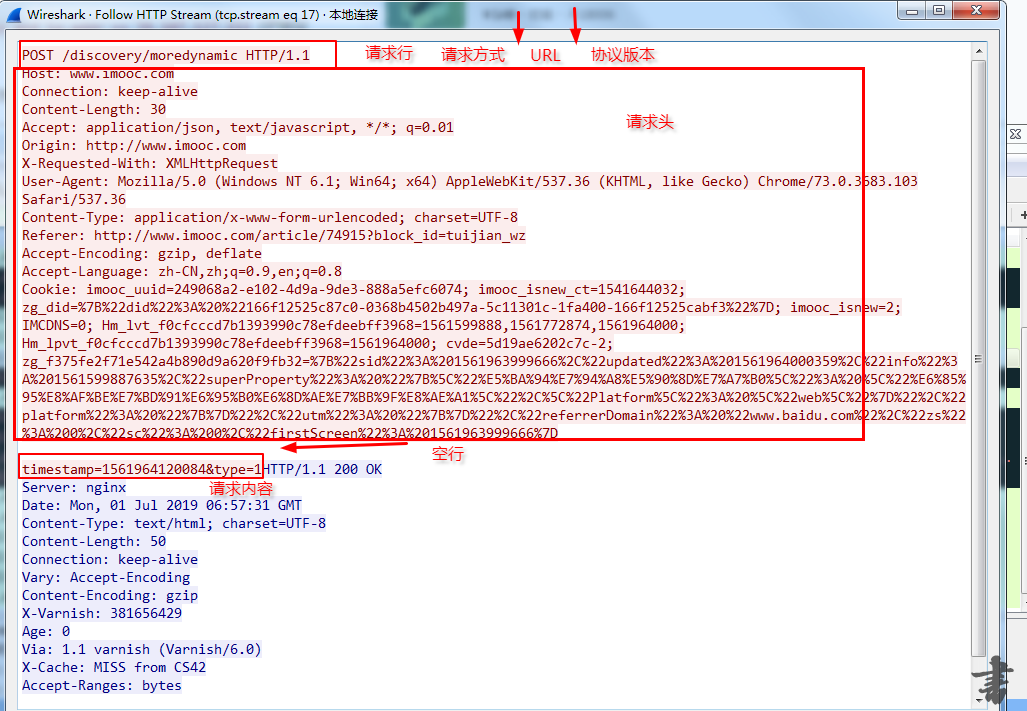 Wireshark · Follow HTTP Stream (tcp.stream eq 17) · 本地连接
POST /discovery/moredynamic HTTP/1.1
请求行 请求方式 URL 协议版本
Host: www.imooc.com
Connection: keep-alive
Content-Length: 30
请求头
Accept: application/json, text/javascript, */*; q=0.01
Origin: http://www.imooc.com
X-Requested-With: XMLHttpRequest
User-Agent: Mozilla/5.0 (Windows NT 6.1; Win64; x64) AppleWebKit/537.36 (KHTML, like Gecko) Chrome/73.0.3683.103
Safari/537.36
Content-Type: application/x-www-form-urlencoded; charset=UTF-8
Referer: http://www.imooc.com/article/74915?block_id=tuijian_wz
Accept-Encoding: gzip, deflate
Accept-Language: zh-CN,zh;q=0.9,en;q=0.8
Cookie: imooc_uuid=249068a2-e102-4d9a-9de3-888a5efc6074; imooc_isnew_ct=1541644032;
zg_did=%7B%22did%22%3A%20%22166f12525c87c0-0368b4502b497a-5c11301c-1fa400-166f12525cabf3%22%7D; imooc_isnew=2;
IMCDNS=0; Hm_lvt_f0cfcccd7b1393990c78efdeebff3968=1561599888,1561772874,1561964000;
Hm_lpvt_f0cfcccd7b1393990c78efdeebff3968=1561964000; cvde=5d19ae6202c7c-2;
zg_f375fe2f71e542a4b890d9a620f9fb32=%7B%22sid%22%3A%201561963999666%2C%22updated%22%3A%201561964000359%2C%22info%22%3
A%201561599887635%2C%22superProperty%22%3A%20%22%7B%5C%22%E5%BA%94%E7%94%A8%E5%90%8D%E7%A7%B0%5C%22%3A%20%5C%22%E6%85%
95%E8%AF%BE%E7%BD%91%E6%95%B0%E6%8D%AE%E7%BB%9F%E8%AE%A1%5C%22%2C%5C%22Platform%5C%22%3A%20%5C%22web%5C%22%7D%22%2C%22
platform%22%3A%20%22%7B%7D%22%2C%22utm%22%3A%20%22%7B%7D%22%2C%22referrerDomain%22%3A%20%22www.baidu.com%22%2C%22zs%22
%3A%200%2C%22sc%22%3A%200%2C%22firstScreen%22%3A%201561963999666%7D
空行
timestamp=1561964120084&type=1HTTP/1.1 200 OK
请求内容
Server: nginx
Date: Mon, 01 Jul 2019 06:57:31 GMT
Content-Type: text/html; charset=UTF-8
Content-Length: 50
Connection: keep-alive
Vary: Accept-Encoding
Content-Encoding: gzip
X-Varnish: 381656429
Age: 0
Via: 1.1 varnish (Varnish/6.0)
X-Cache: MISS from CS42
Accept-Ranges: bytes
書